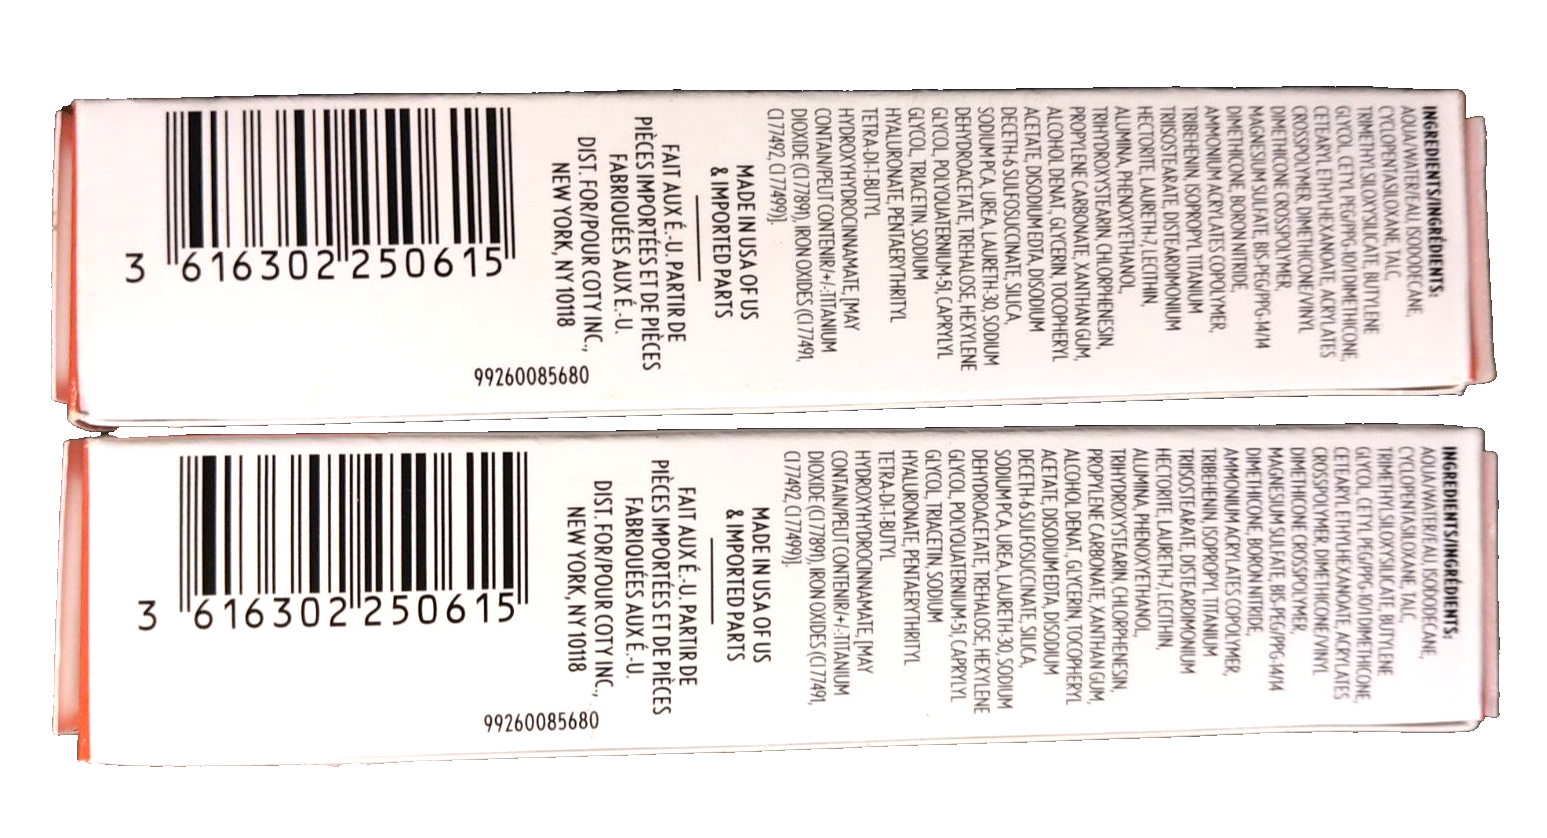 INGREDIENTS/INGRÉDIENTS:
AQUA/WATER/EAU, ISODODECANE,
CYCLOPENTASILOXANE, TALC,
TRIMETHYLSILOXYSILICATE, BUTYLENE
GLYCOL, CETYL PEG/PPG-10/1 DIMETHICONE,
CETEARYL ETHYLHEXANOATE, ACRYLATES
CROSSPOLYMER, DIMETHICONE/VINYL
DIMETHICONE CROSSPOLYMER,
MAGNESIUM SULFATE, BIS-PEG/PPG-14/14
DIMETHICONE, BORON NITRIDE,
AMMONIUM ACRYLATES COPOLYMER,
TRIBEHENIN, ISOPROPYL TITANIUM
TRIISOSTEARATE, DISTEARDIMONIUM
HECTORITE, LAURETH-7, LECITHIN,
ALUMINA, PHENOXYETHANOL,
TRIHYDROXYSTEARIN, CHLORPHENESIN,
PROPYLENE CARBONATE, XANTHAN GUM,
ALCOHOL DENAT., GLYCERIN, TOCOPHERYL
ACETATE, DISODIUM EDTA, DISODIUM
DECETH-6 SULFOSUCCINATE, SILICA,
SODIUM PCA, UREA, LAURETH-30, SODIUM
DEHYDROACETATE, TREHALOSE, HEXYLENE
GLYCOL, POLYQUATERNIUM-51, CAPRYLYL
GLYCOL, TRIACETIN, SODIUM
HYALURONATE, PENTAERYTHRITYL
TETRA-DI-T-BUTYL
HYDROXYHYDROCINNAMATE, [MAY
CONTAIN/PEUT CONTENIR/+/-:TITANIUM
DIOXIDE (CI 77891), IRON OXIDES (CI 77491,
CI 77492, CI 77499)].
MADE IN USA OF US
& IMPORTED PARTS
FAIT AUX É.-U. PARTIR DE
PIÈCES IMPORTÉES ET DE PIÈCES
FABRIQUÉES AUX É.-U.
DIST. FOR/POUR COTY INC.,
NEW YORK, NY 10118
99260085680
3 616302 250615
INGREDIENTS/INGRÉDIENTS:
AQUA/WATER/EAU, ISODODECANE,
CYCLOPENTASILOXANE, TALC,
TRIMETHYLSILOXYSILICATE, BUTYLENE
GLYCOL, CETYL PEG/PPG-10/1 DIMETHICONE,
CETEARYL ETHYLHEXANOATE, ACRYLATES
CROSSPOLYMER, DIMETHICONE/VINYL
DIMETHICONE CROSSPOLYMER,
MAGNESIUM SULFATE, BIS-PEG/PPG-14/14
DIMETHICONE, BORON NITRIDE,
AMMONIUM ACRYLATES COPOLYMER,
TRIBEHENIN, ISOPROPYL TITANIUM
TRIISOSTEARATE, DISTEARDIMONIUM
HECTORITE, LAURETH-7, LECITHIN,
ALUMINA, PHENOXYETHANOL,
TRIHYDROXYSTEARIN, CHLORPHENESIN,
PROPYLENE CARBONATE, XANTHAN GUM,
ALCOHOL DENAT., GLYCERIN, TOCOPHERYL
ACETATE, DISODIUM EDTA, DISODIUM
DECETH-6 SULFOSUCCINATE, SILICA,
SODIUM PCA, UREA, LAURETH-30, SODIUM
DEHYDROACETATE, TREHALOSE, HEXYLENE
GLYCOL, POLYQUATERNIUM-51, CAPRYLYL
GLYCOL, TRIACETIN, SODIUM
HYALURONATE, PENTAERYTHRITYL
TETRA-DI-T-BUTYL
HYDROXYHYDROCINNAMATE, [MAY
CONTAIN/PEUT CONTENIR/+/-:TITANIUM
DIOXIDE (CI 77891), IRON OXIDES (CI 77491,
CI 77492, CI 77499)].
MADE IN USA OF US
& IMPORTED PARTS
FAIT AUX É.-U. PARTIR DE
PIÈCES IMPORTÉES ET DE PIÈCES
FABRIQUÉES AUX É.-U.
DIST. FOR/POUR COTY INC.,
NEW YORK, NY 10118
99260085680
3 616302 250615